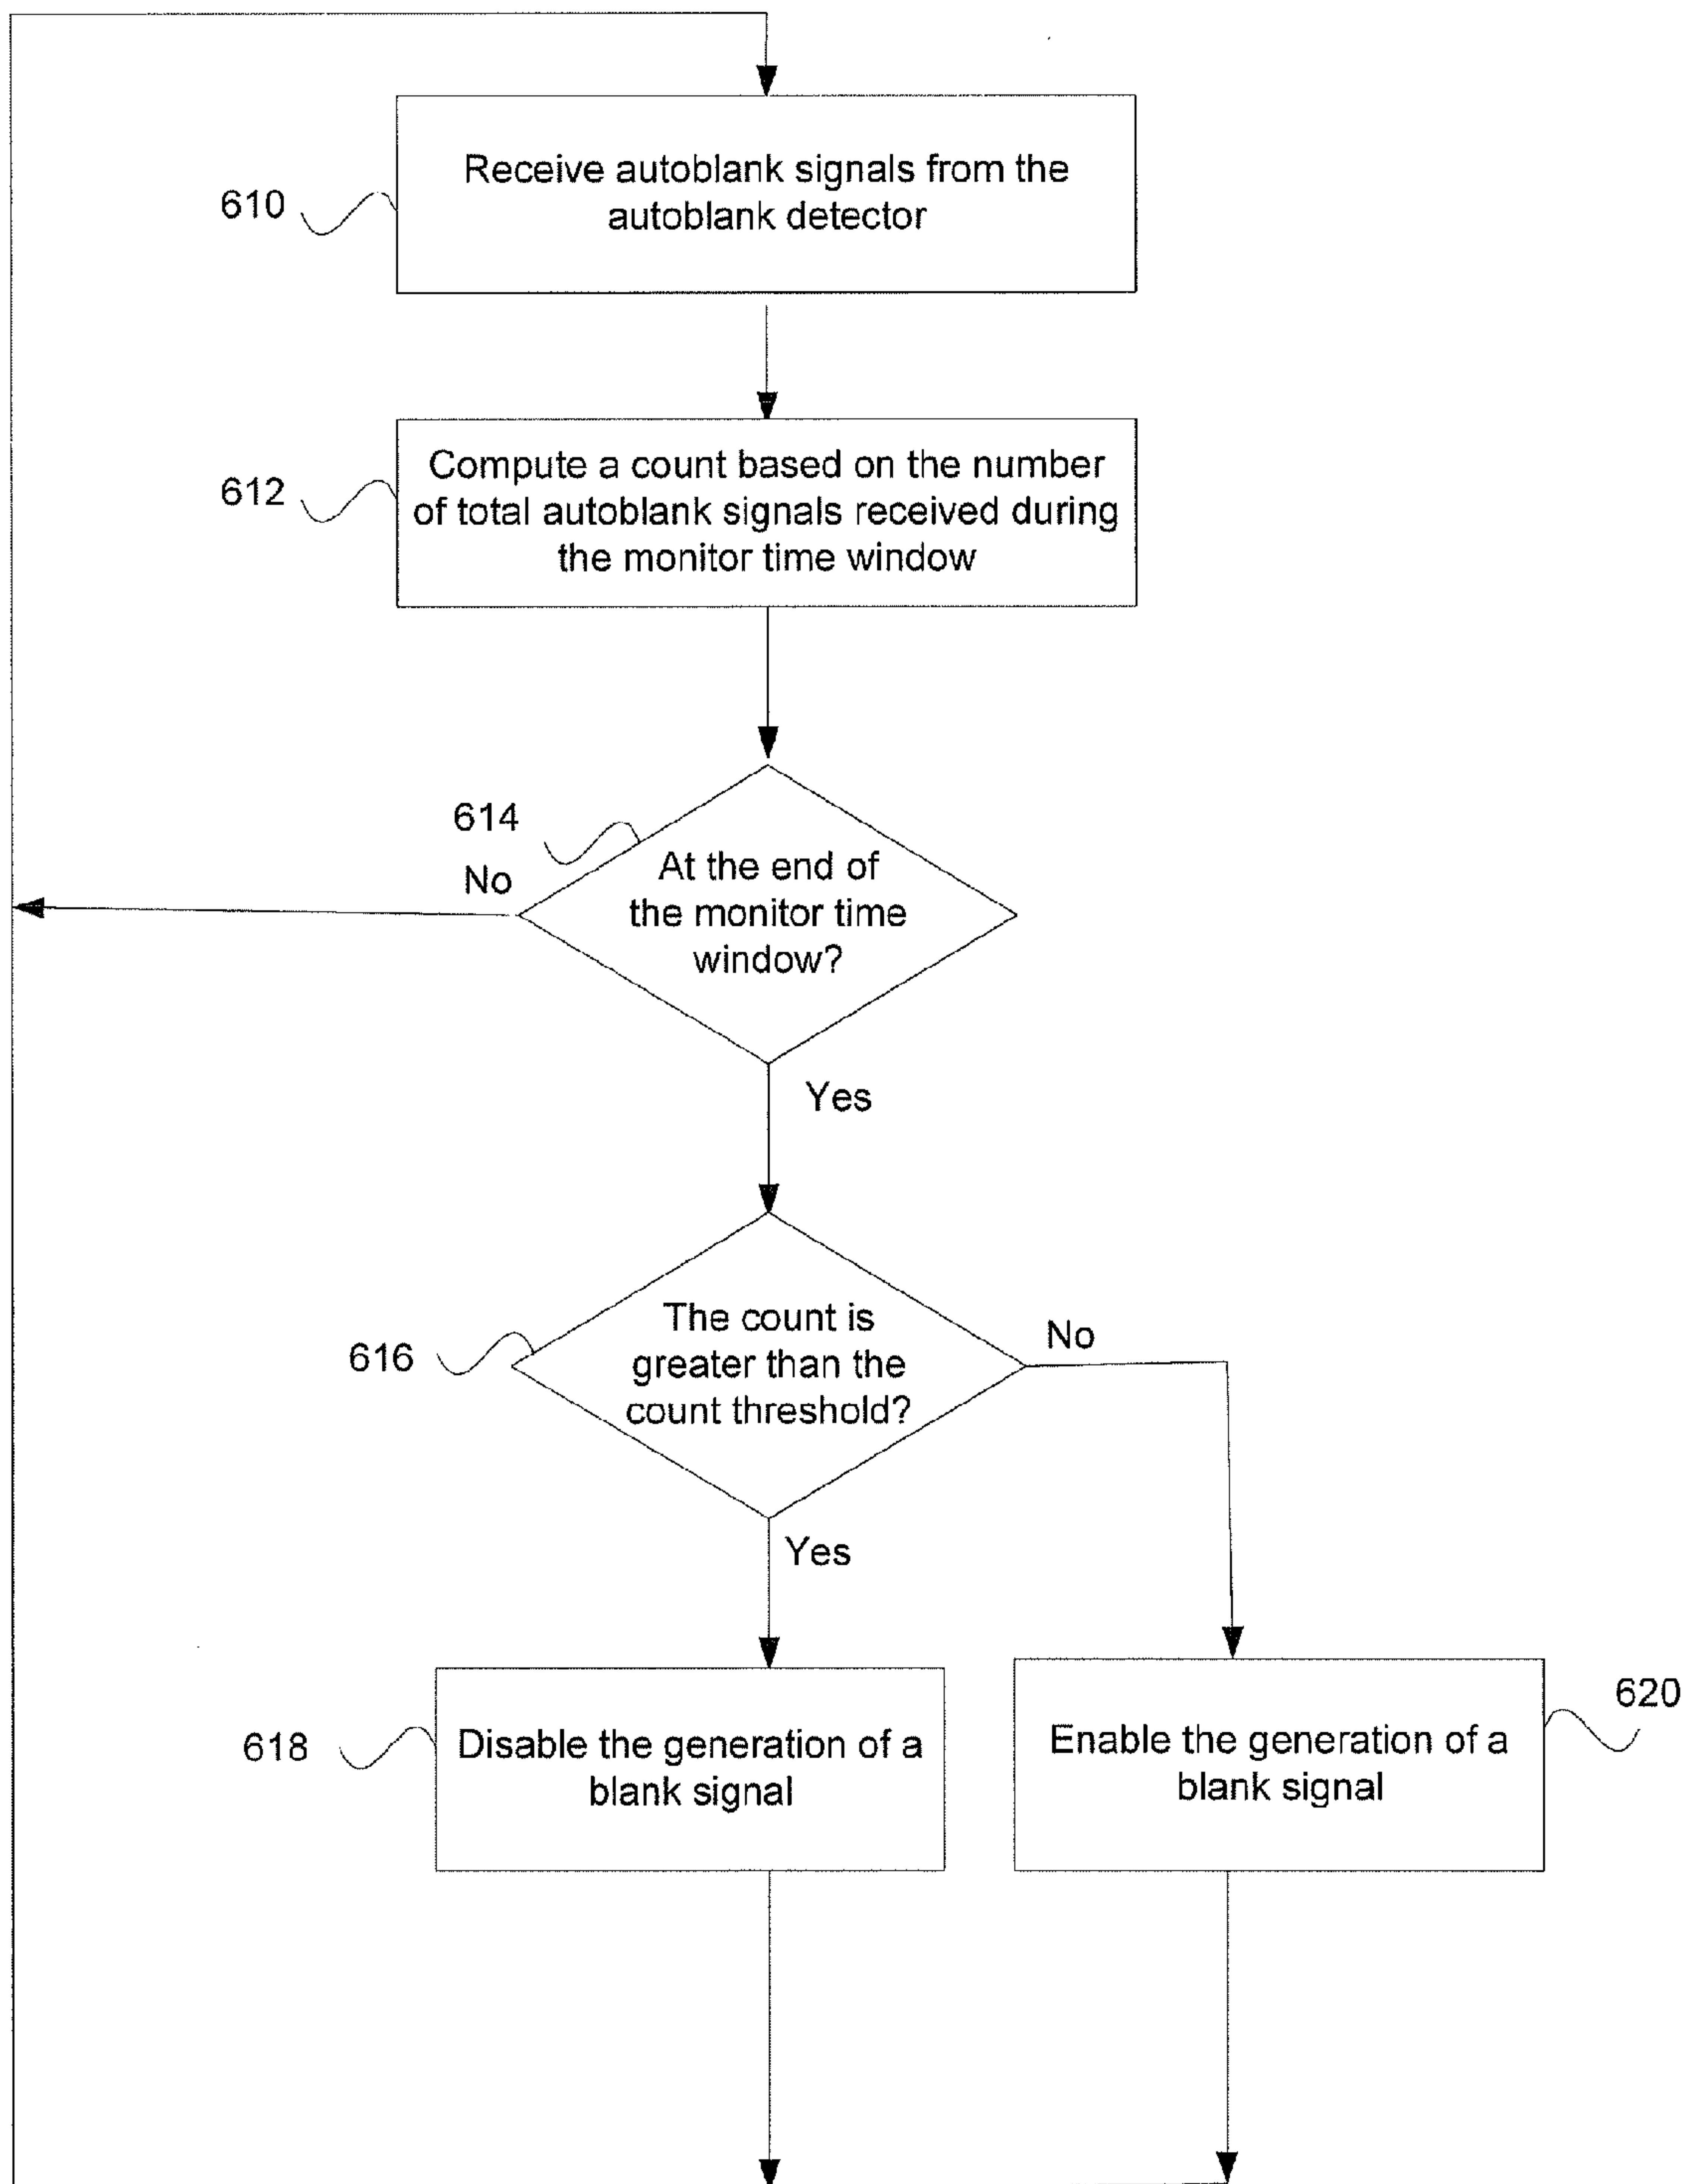 Receive autoblank signals from the
autoblank detector
610
Compute a count based on the number
of total autoblank signals received during
the monitor time window
612
614
No
At the end of
the monitor time
window?
Yes
The count is
greater than the
count threshold?
616
No
Yes
618
Disable the generation of a
blank signal
Enable the generation of a
blank signal
620